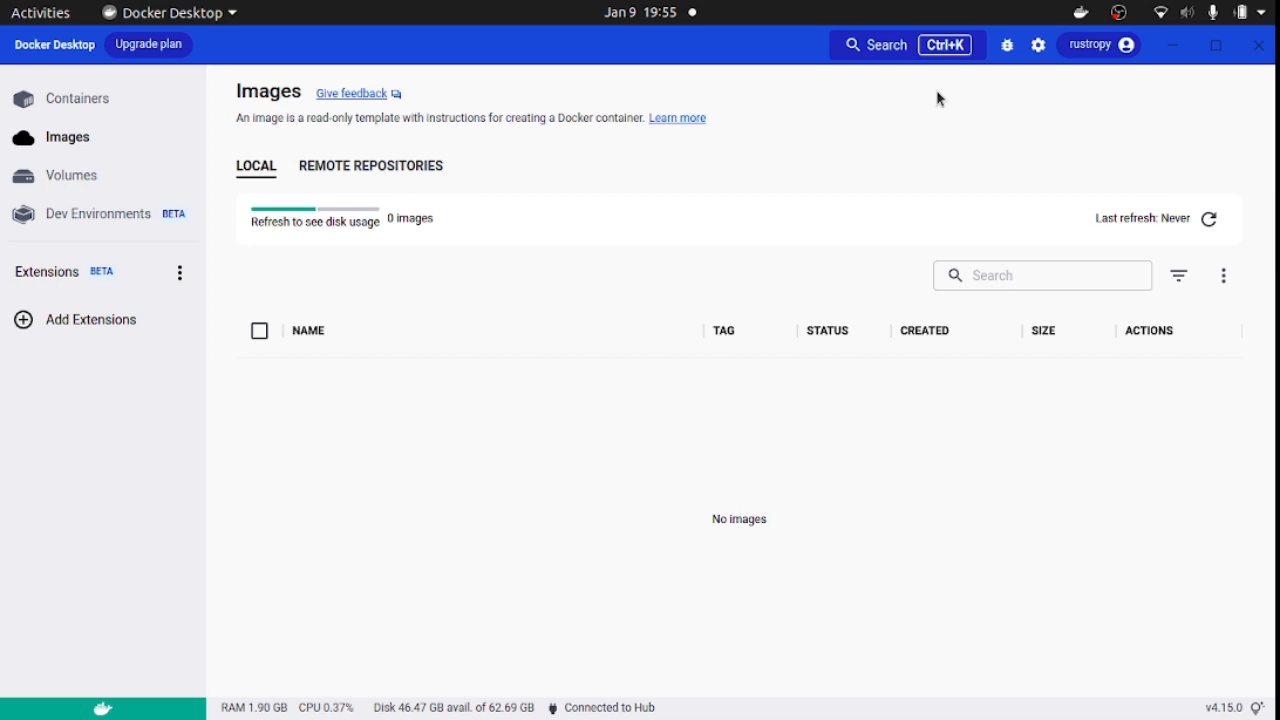 Activities Docker Desktop Jan 9 19:55
Docker Desktop Upgrade plan Search Ctrl+K rustropy
Containers
Images
Volumes
Dev Environments BETA
Extensions BETA
Add Extensions
Images Give feedback
An image is a read-only template with instructions for creating a Docker container. Learn more
LOCAL REMOTE REPOSITORIES
Refresh to see disk usage 0 images Last refresh: Never
Search
NAME TAG STATUS CREATED SIZE ACTIONS
No images
RAM 1.90 GB CPU 0.37% Disk 46.47 GB avail. of 62.69 GB Connected to Hub v4.15.0